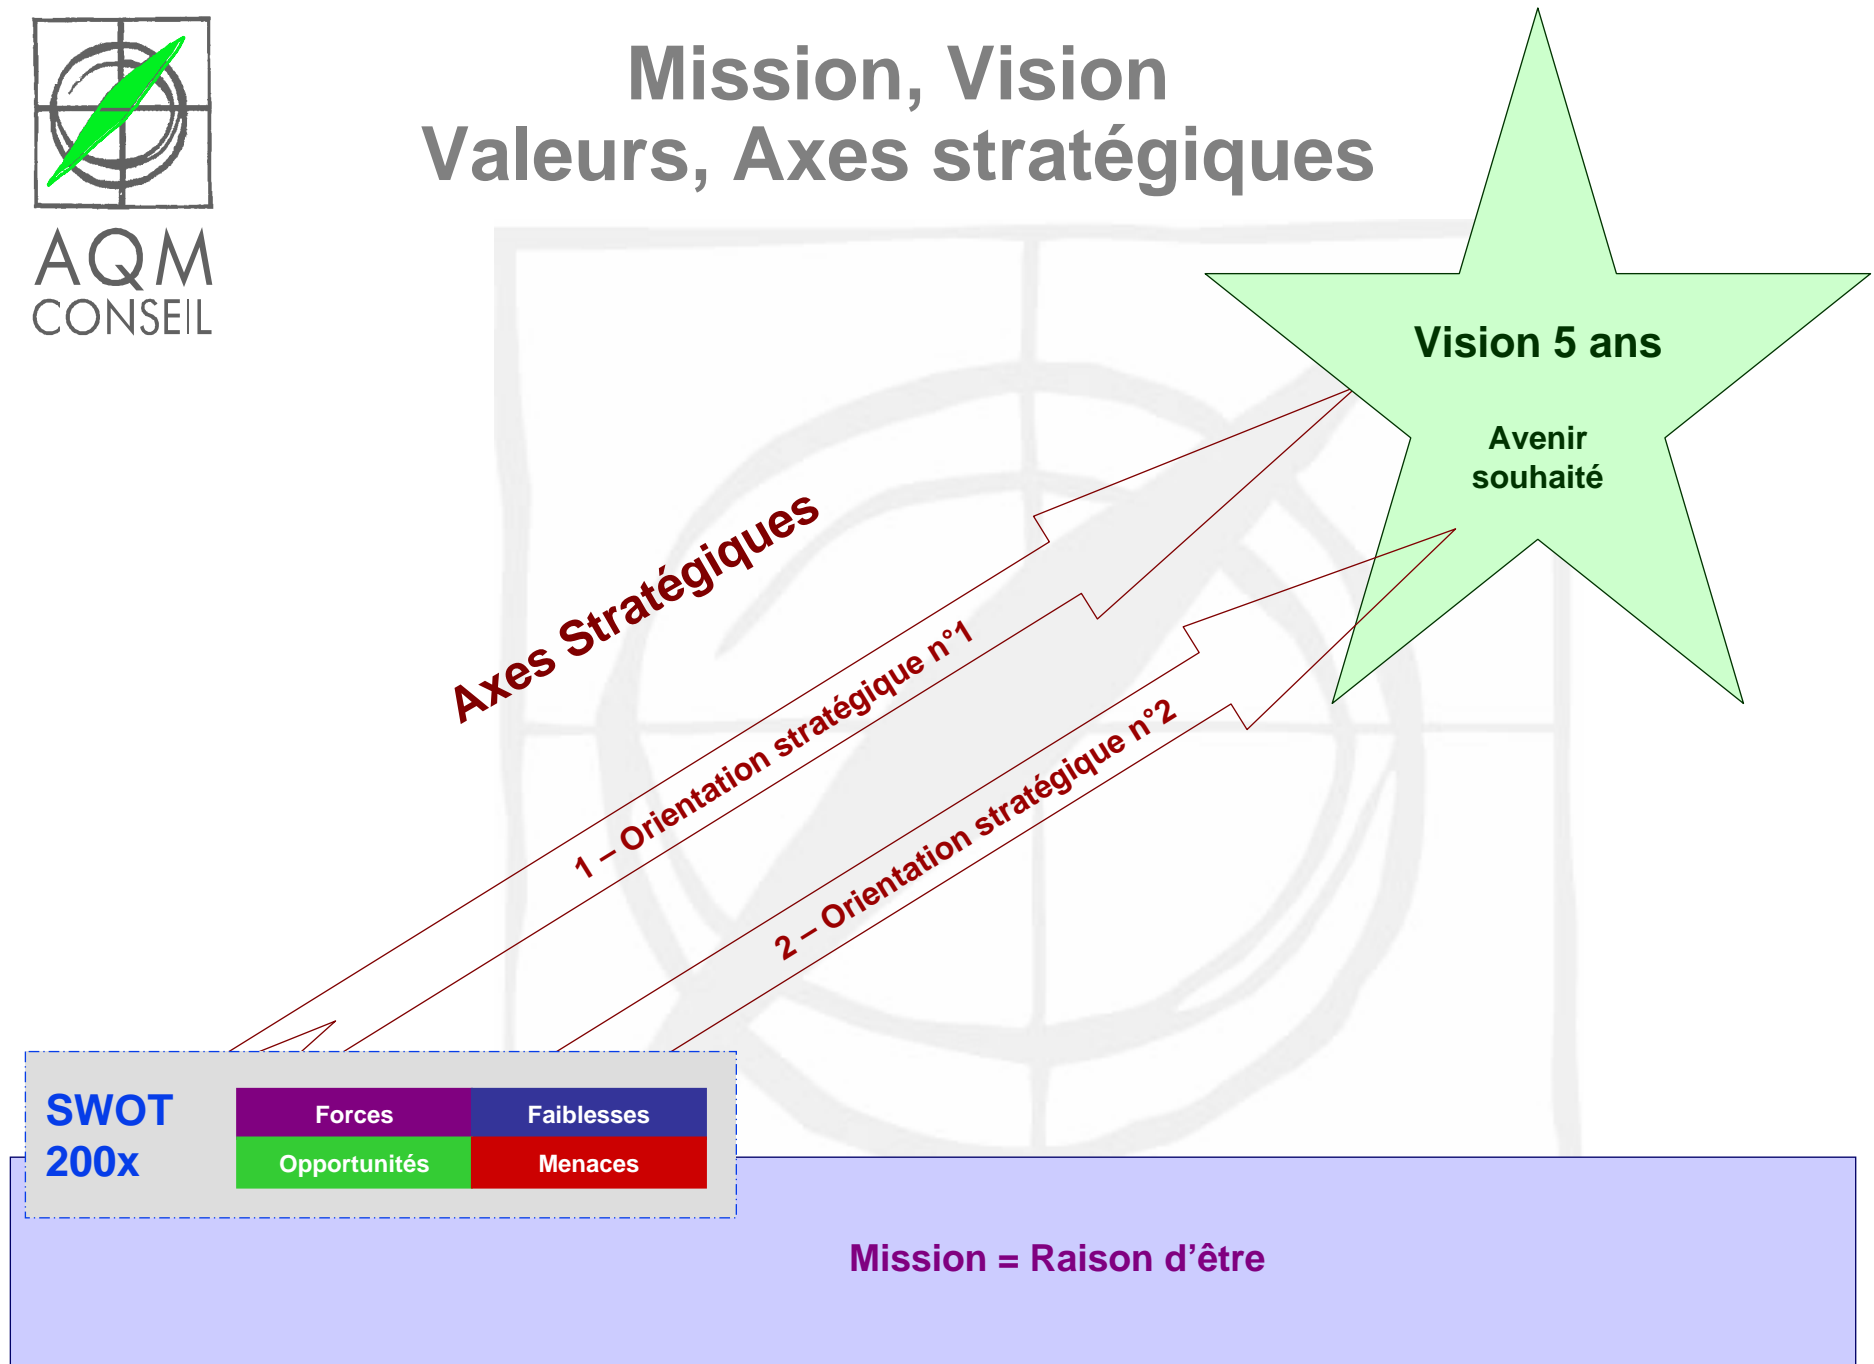 AQM
CONSEIL
Mission, Vision
Valeurs, Axes stratégiques
Vision 5 ans
Avenir
souhaité
Axes Stratégiques
1 – Orientation stratégique n°1
2 – Orientation stratégique n°2
SWOT
200x
Forces
Faiblesses
Opportunités
Menaces
Mission = Raison d’être